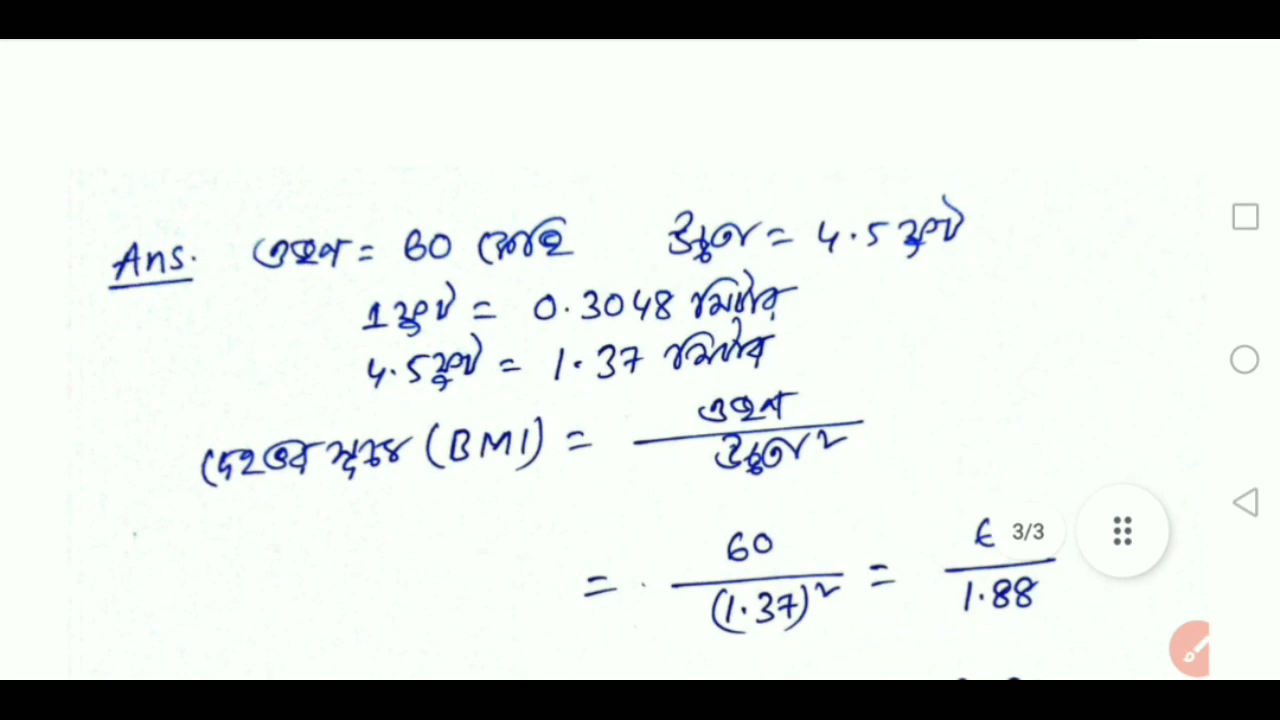 Ans. ওজন = 60 কেজি উচ্চতা = 4.5 ফুট
1 ফুট = 0.3048 মিটার
4.5 ফুট = 1.37 মিটার
দেহভর সূচক (BMI) = ওজন / উচ্চতা²
= 60 / (1.37)² = 6 / 1.88
3/3